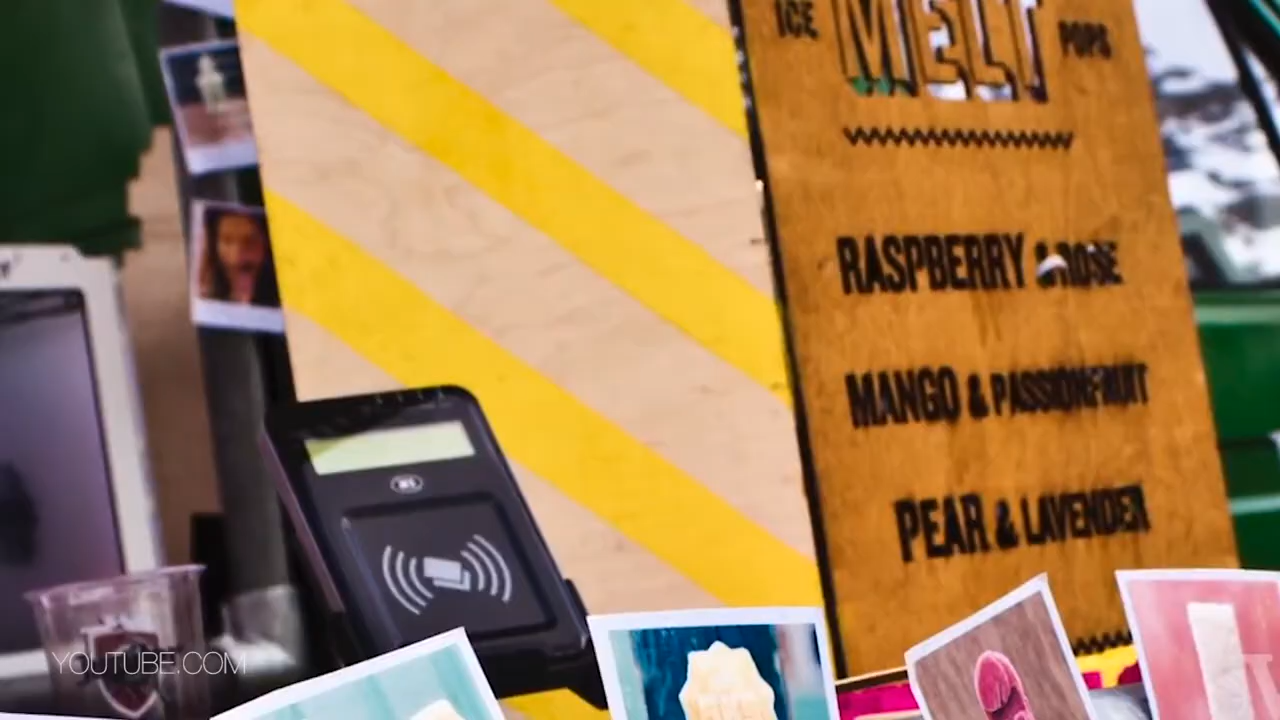 ICE MELT POPS
RASPBERRY & ROSE
MANGO & PASSIONFRUIT
PEAR & LAVENDER
YOUTUBE.COM